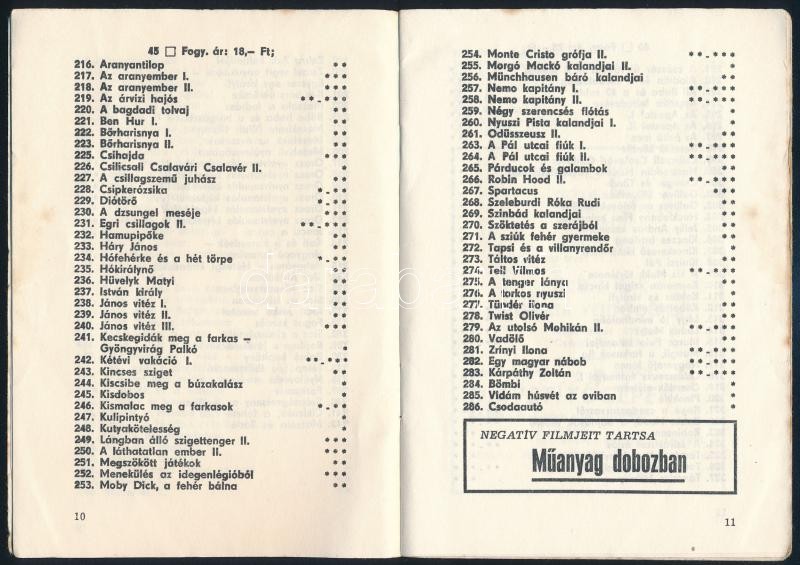 45 □ Fogy. ár: 18,– Ft;
216. Aranyantilop **
217. Az aranyember I. ***
218. Az aranyember II. ***
219. Az árvízi hajós **-***
220. A bagdadi tolvaj **
221. Ben Hur I. **
222. Bőrharisnya I. ***
223. Bőrharisnya II. ***
225. Csihajda **
226. Csilicsali Csalavári Csalavér II. *
227. A csillagszemű juhász **
228. Csipkerózsika *-**
229. Diótörő *-**
230. A dzsungel meséje ***
231. Egri csillagok II. **-***
232. Hamupipőke **
233. Háry János **
234. Hófehérke és a hét törpe *-**
235. Hókirálynő **
236. Hüvelyk Matyi **
237. István király **
238. János vitéz I. ***
239. János vitéz II. ***
240. János vitéz III. ***
241. Kecskegidák meg a farkas –
Gyöngyvirág Palkó *
242. Kétévi vakáció I. **-***
243. Kincses sziget **
244. Kiscsibe meg a búzakalász *
245. Kisdobos **
246. Kismalac meg a farkasok *-**
247. Kulipintyó *
248. Kutyakötelesség *
249. Lángban álló szigettenger II. ***
250. A láthatatlan ember II. ***
251. Megszökött játékok **
252. Menekülés az idegenlégióból **
253. Moby Dick, a fehér bálna **
10
254. Monte Cristo grófja II. **-***
255. Morgó Mackó kalandjai II. *
256. Münchhausen báró kalandjai **
257. Nemo kapitány I. **-***
258. Nemo kapitány II. **-***
259. Négy szerencsés flótás *
260. Nyuszi Pista kalandjai I. *
261. Odüsszeusz II. **
263. A Pál utcai fiúk I. **-***
264. A Pál utcai fiúk II. **-***
265. Párducok és galambok **
266. Robin Hood II. **-***
267. Spartacus ***
268. Szeleburdi Róka Rudi *
269. Szinbád kalandjai **
270. Szöktetés a szerájból **
271. A sziúk fehér gyermeke **
272. Tapsi és a villanyrendőr **
273. Táltos vitéz **
274. Tell Vilmos **-***
275. A tenger lánya **
276. A torkos nyuszi *
277. Tündér Ilona **
278. Twist Olivér **
279. Az utolsó Mohikán II. **-***
280. Vadölő **
281. Zrínyi Ilona **-***
282. Egy magyar nábob **-***
283. Kárpáthy Zoltán **-***
284. Bömbi *
285. Vidám húsvét az oviban *
286. Csodaautó *
NEGATÍV FILMJEIT TARTSA
Műanyag dobozban
11